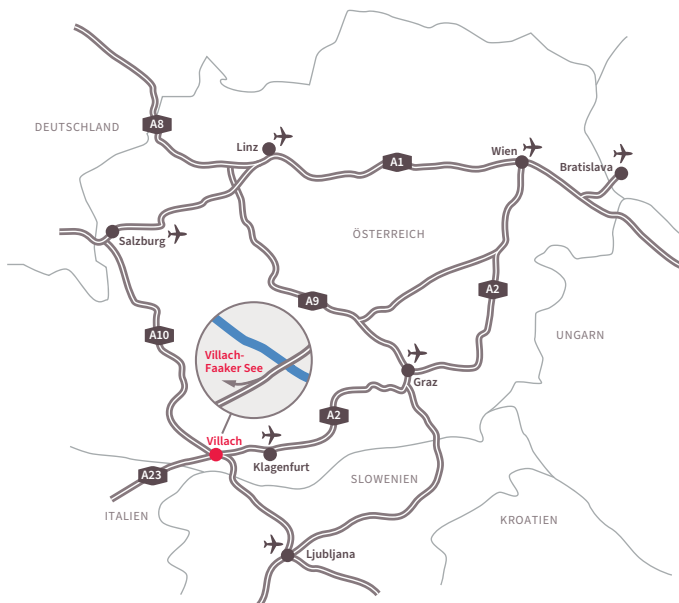 A8
DEUTSCHLAND
Linz
A1
Wien
Bratislava
Salzburg
ÖSTERREICH
A9
A2
A10
UNGARN
Villach-
Faaker See
Graz
A2
Villach
Klagenfurt
A23
SLOWENIEN
ITALIEN
KROATIEN
Ljubljana